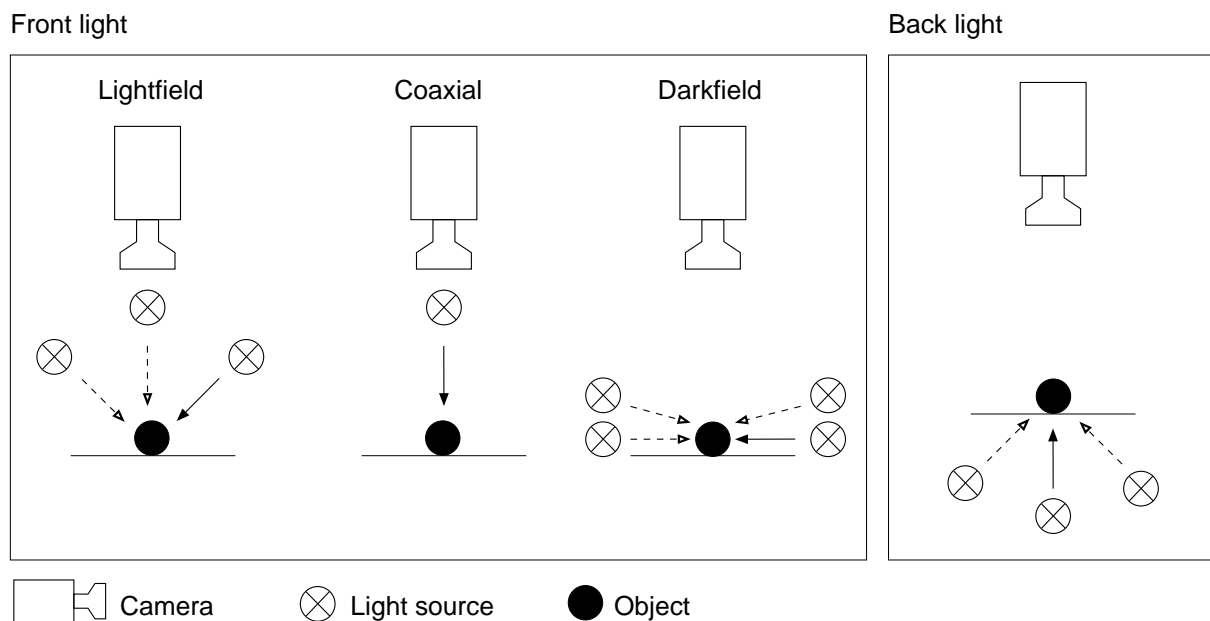 Front light
Back light
Lightfield
Coaxial
Darkfield
Camera
Light source
Object